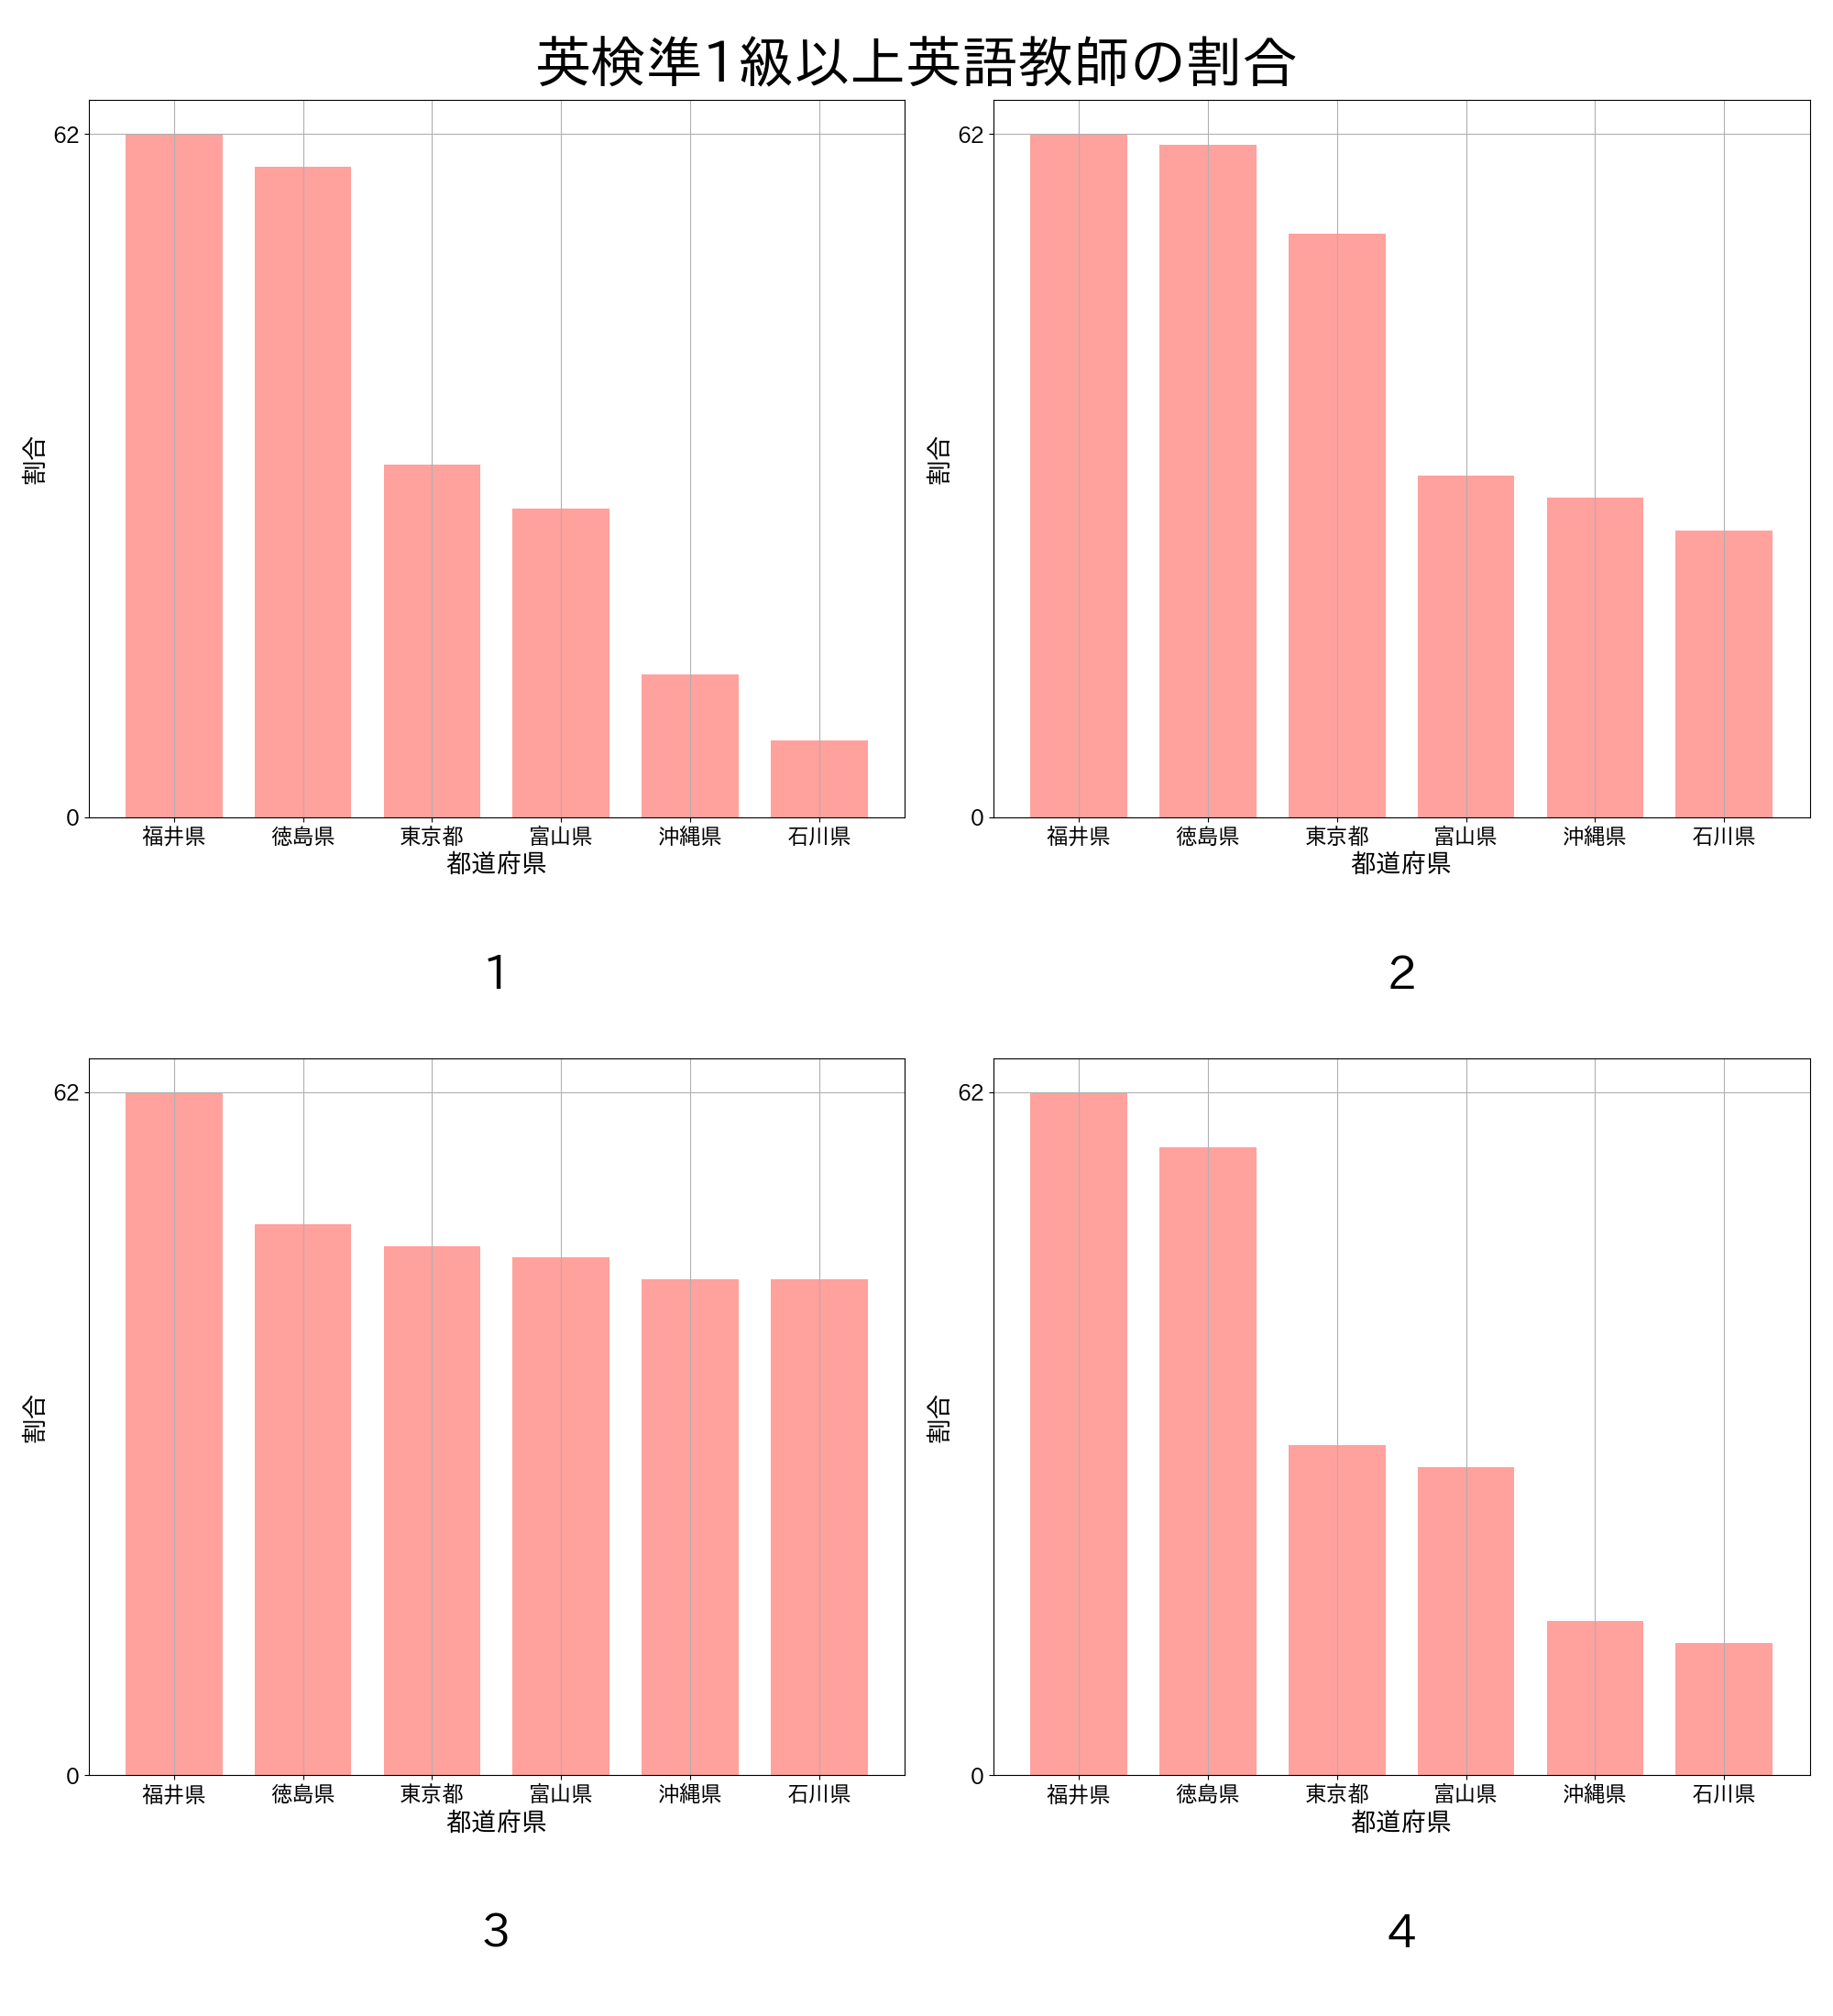 英検準1級以上英語教師の割合
62
0
割合
福井県 徳島県 東京都 富山県 沖縄県 石川県
都道府県
1
62
0
割合
福井県 徳島県 東京都 富山県 沖縄県 石川県
都道府県
2
62
0
割合
福井県 徳島県 東京都 富山県 沖縄県 石川県
都道府県
3
62
0
割合
福井県 徳島県 東京都 富山県 沖縄県 石川県
都道府県
4